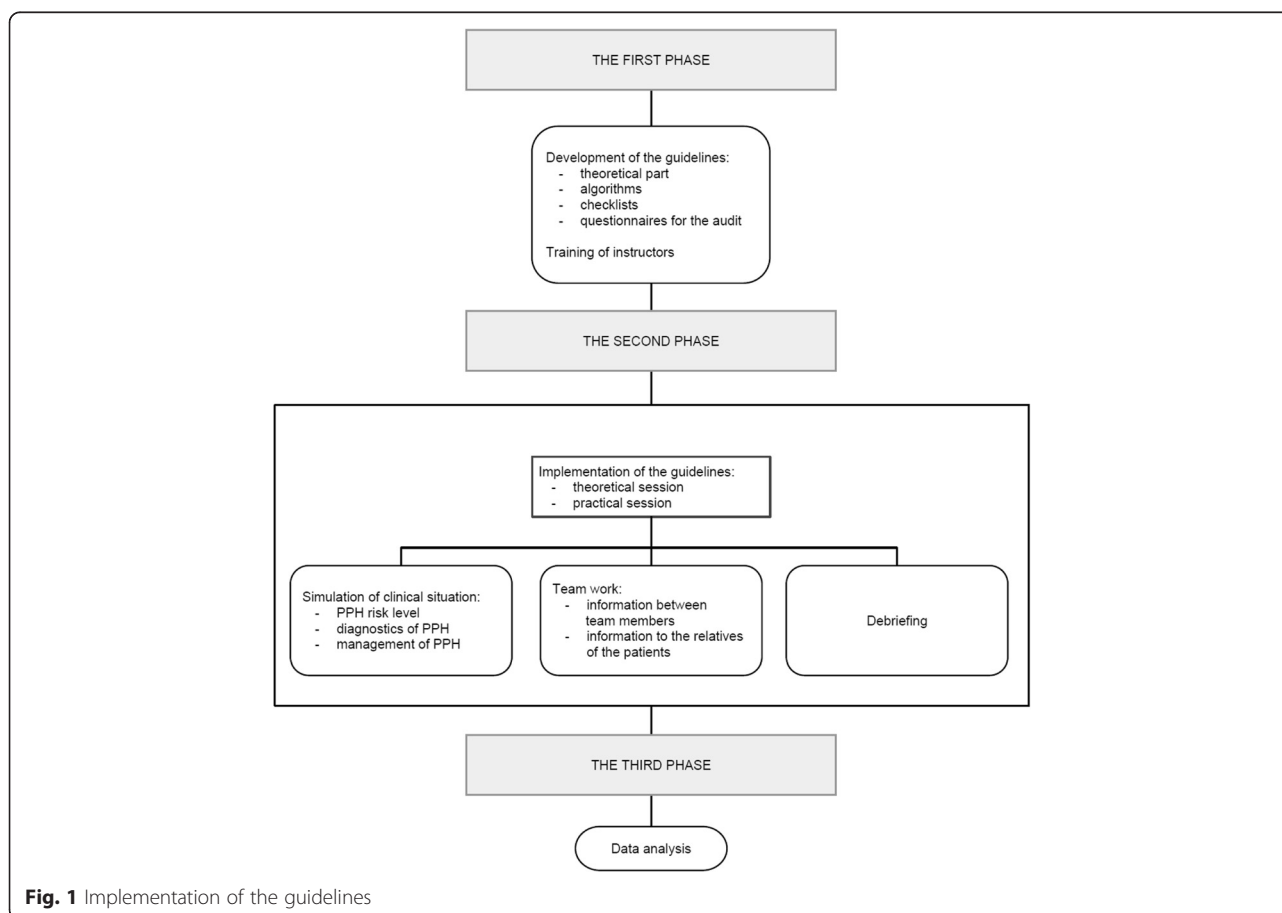 THE FIRST PHASE
Development of the guidelines:
- theoretical part
- algorithms
- checklists
- questionnaires for the audit
Training of instructors
THE SECOND PHASE
Implementation of the guidelines:
- theoretical session
- practical session
Simulation of clinical situation:
- PPH risk level
- diagnostics of PPH
- management of PPH
Team work:
- information between
team members
- information to the relatives
of the patients
Debriefing
THE THIRD PHASE
Data analysis
Fig. 1 Implementation of the guidelines